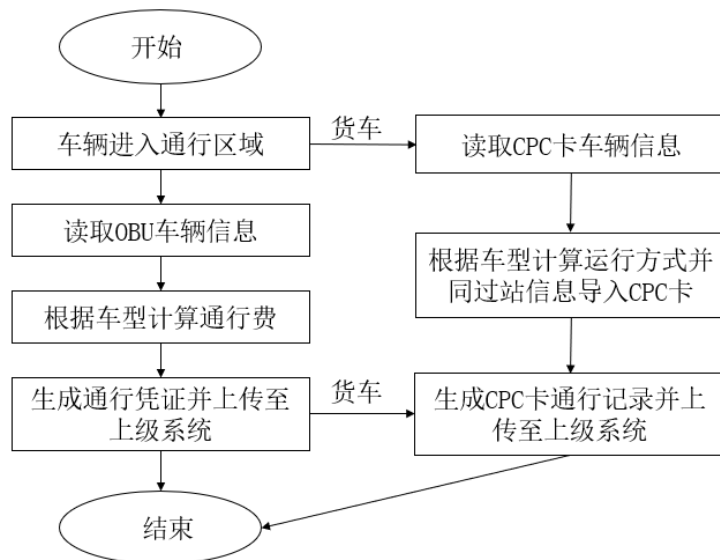 开始
车辆进入通行区域
货车
读取CPC卡车辆信息
读取OBU车辆信息
根据车型计算运行方式并
同过站信息导入CPC卡
根据车型计算通行费
生成通行凭证并上传至
上级系统
货车
生成CPC卡通行记录并上
传至上级系统
结束